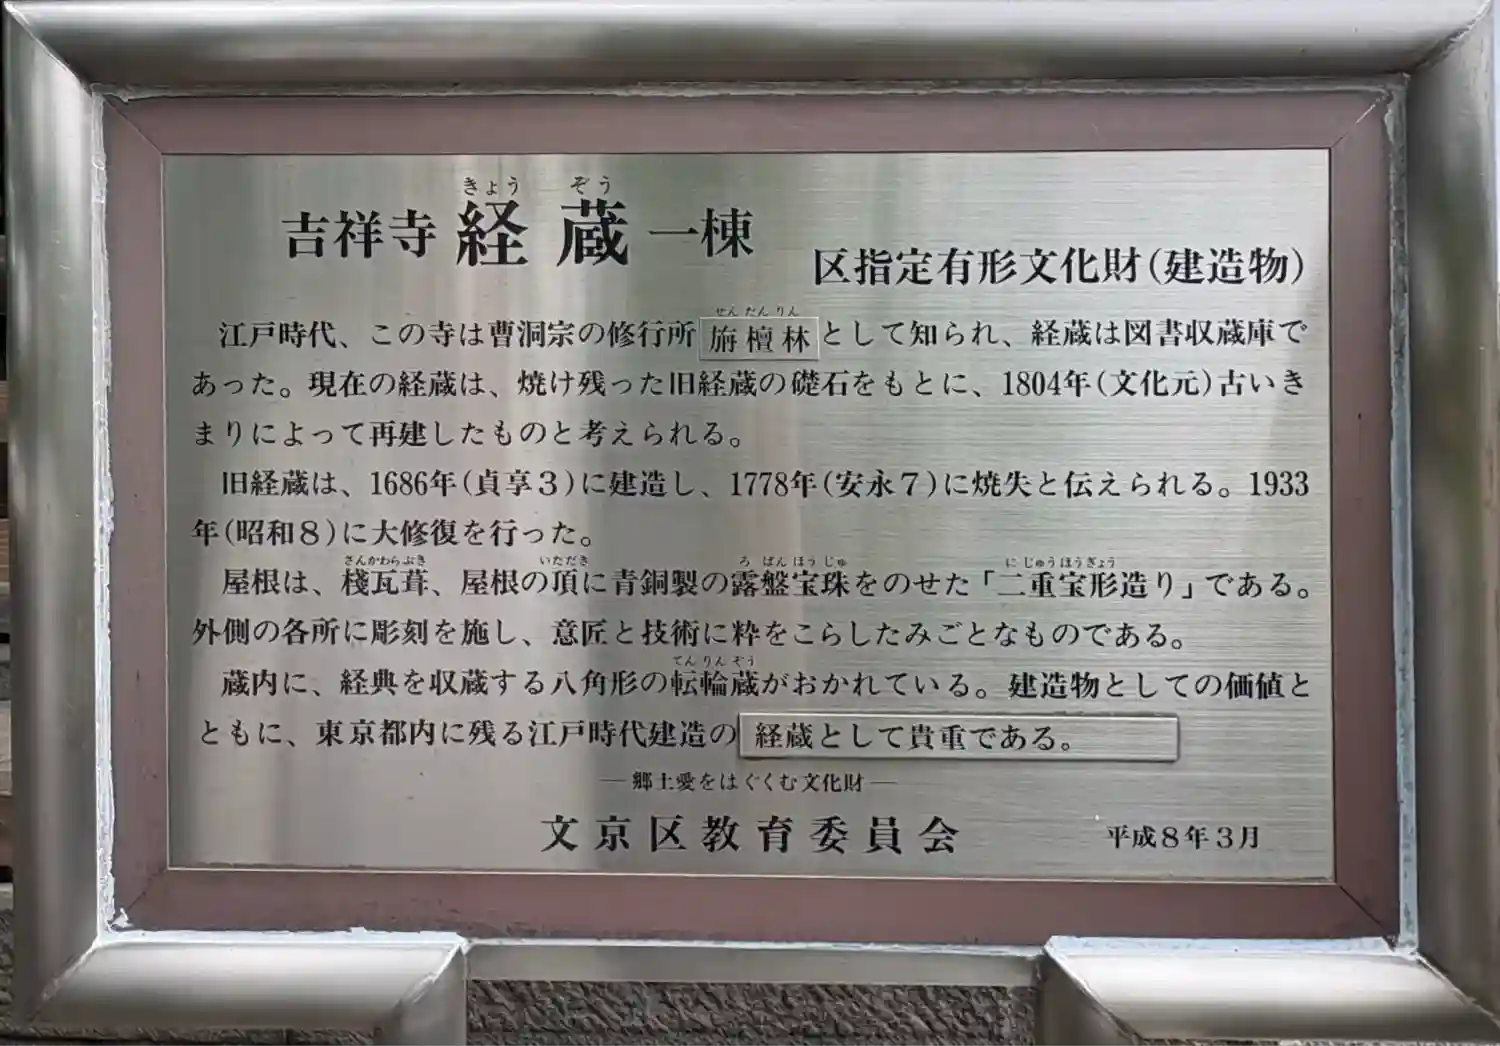 きょう ぞう
吉祥寺 経蔵 一棟
区指定有形文化財(建造物)
せんだんりん
江戸時代、この寺は曹洞宗の修行所 旃檀林 として知られ、経蔵は図書収蔵庫で
あった。現在の経蔵は、焼け残った旧経蔵の礎石をもとに、1804年(文化元)古いき
まりによって再建したものと考えられる。
旧経蔵は、1686年(貞享3)に建造し、1778年(安永7)に焼失と伝えられる。1933
年(昭和8)に大修復を行った。
さんかわらぶき いただき ろばんほうじゅ にじゅうほうぎょう
屋根は、棧瓦葺、屋根の頂に青銅製の露盤宝珠をのせた「二重宝形造り」である。
外側の各所に彫刻を施し、意匠と技術に粋をこらしたみごとなものである。
てんりんぞう
蔵内に、経典を収蔵する八角形の転輪蔵がおかれている。建造物としての価値と
ともに、東京都内に残る江戸時代建造の 経蔵として貴重である。
―郷土愛をはぐくむ文化財―
文京区教育委員会
平成8年3月